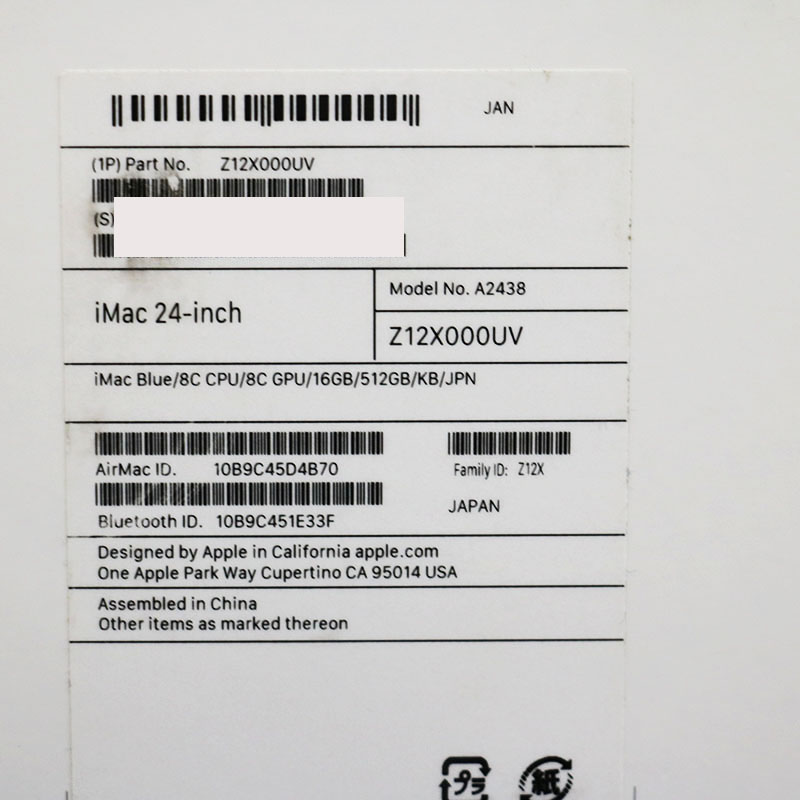 JAN
(1P) Part No. Z12X000UV
(S)
iMac 24-inch
Model No. A2438
Z12X000UV
iMac Blue/8C CPU/8C GPU/16GB/512GB/KB/JPN
AirMac ID. 10B9C45D4B70
Family ID: Z12X
Bluetooth ID. 10B9C451E33F
JAPAN
Designed by Apple in California apple.com
One Apple Park Way Cupertino CA 95014 USA
Assembled in China
Other items as marked thereon
プラ
紙